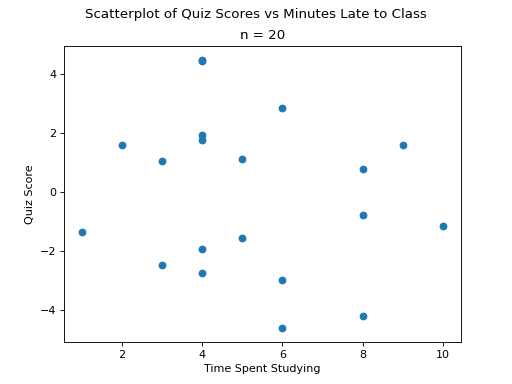 Scatterplot of Quiz Scores vs Minutes Late to Class
n = 20
4
2
0
−2
−4
Quiz Score
2 4 6 8 10
Time Spent Studying